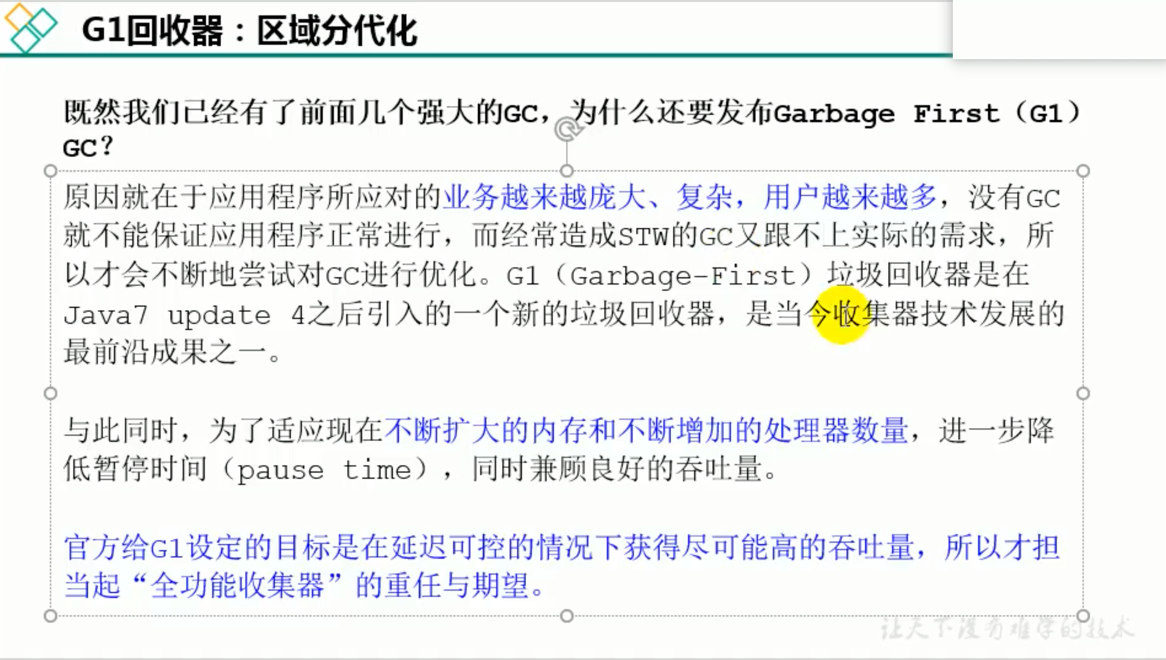 G1回收器：区域分代化
既然我们已经有了前面几个强大的GC，为什么还要发布Garbage First（G1）
GC？
原因就在于应用程序所应对的业务越来越庞大、复杂，用户越来越多，没有GC
就不能保证应用程序正常进行，而经常造成STW的GC又跟不上实际的需求，所
以才会不断地尝试对GC进行优化。G1（Garbage-First）垃圾回收器是在
Java7 update 4之后引入的一个新的垃圾回收器，是当今收集器技术发展的
最前沿成果之一。
与此同时，为了适应现在不断扩大的内存和不断增加的处理器数量，进一步降
低暂停时间（pause time），同时兼顾良好的吞吐量。
官方给G1设定的目标是在延迟可控的情况下获得尽可能高的吞吐量，所以才担
当起“全功能收集器”的重任与期望。
让天下没有难学的技术